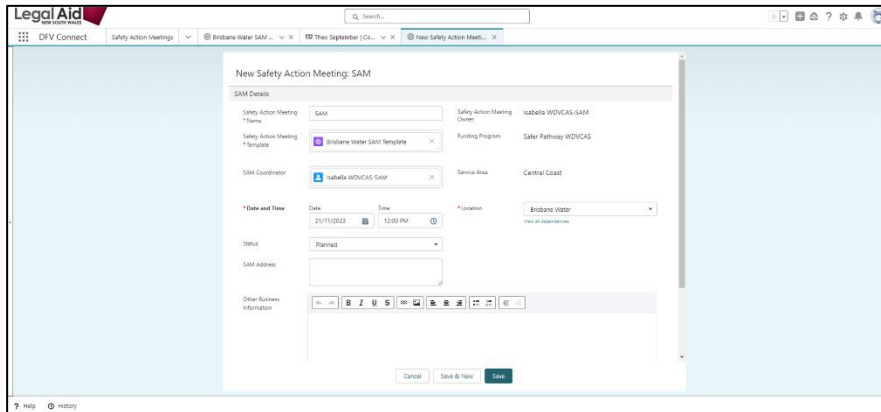 Legal Aid
NEW SOUTH WALES
Search...
DFV Connect
Safety Action Meetings
Brisbane Water SAM ...
Theo September | Co...
New Safety Action Meeti...
New Safety Action Meeting: SAM
SAM Details
Safety Action Meeting
*Name
SAM
Safety Action Meeting
Owner
Isabella WDVCAS-SAM
Safety Action Meeting
*Template
Brisbane Water SAM Template
Funding Program
Safer Pathway WDVCAS
SAM Coordinator
Isabella WDVCAS-SAM
Service Area
Central Coast
*Date and Time
Date
Time
21/11/2023
12:00 PM
*Location
Brisbane Water
View all dependencies
Status
Planned
SAM Address
Other Business
Information
B I U S
Cancel
Save & New
Save
? Help
History